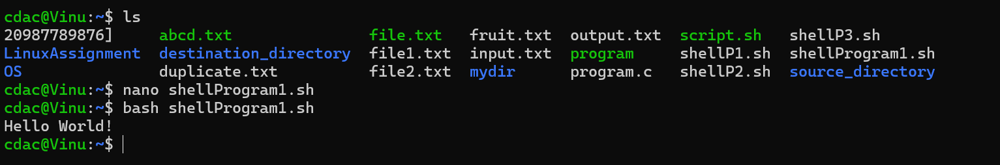 cdac@Vinu:~$ ls
20987789876]     abcd.txt               file.txt   fruit.txt  output.txt  script.sh   shellP3.sh
LinuxAssignment  destination_directory  file1.txt  input.txt  program     shellP1.sh  shellProgram1.sh
OS               duplicate.txt          file2.txt  mydir      program.c   shellP2.sh  source_directory
cdac@Vinu:~$ nano shellProgram1.sh
cdac@Vinu:~$ bash shellProgram1.sh
Hello World!
cdac@Vinu:~$